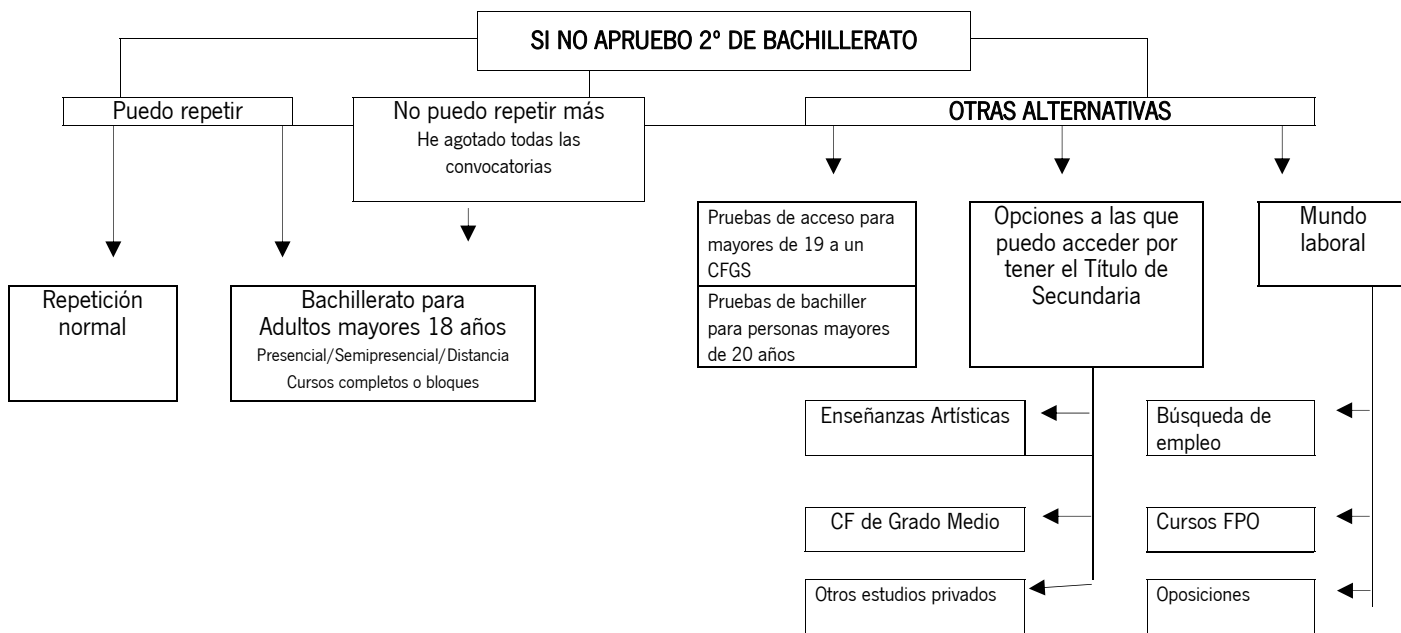 SI NO APRUEBO 2º DE BACHILLERATO
Puedo repetir
No puedo repetir más
He agotado todas las
convocatorias
OTRAS ALTERNATIVAS
Repetición
normal
Bachillerato para
Adultos mayores 18 años
Presencial/Semipresencial/Distancia
Cursos completos o bloques
Pruebas de acceso para
mayores de 19 a un
CFGS
Pruebas de bachiller
para personas mayores
de 20 años
Opciones a las que
puedo acceder por
tener el Título de
Secundaria
Mundo
laboral
Enseñanzas Artísticas
CF de Grado Medio
Otros estudios privados
Búsqueda de
empleo
Cursos FPO
Oposiciones